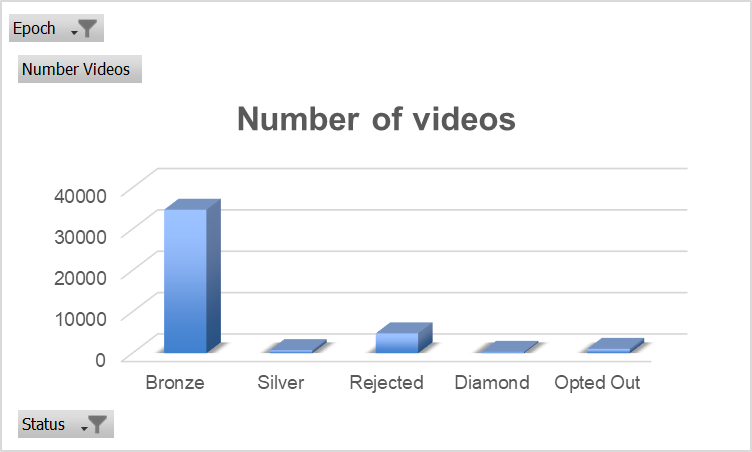 Epoch
Number Videos
Number of videos
40000
30000
20000
10000
0
Bronze Silver Rejected Diamond Opted Out
Status